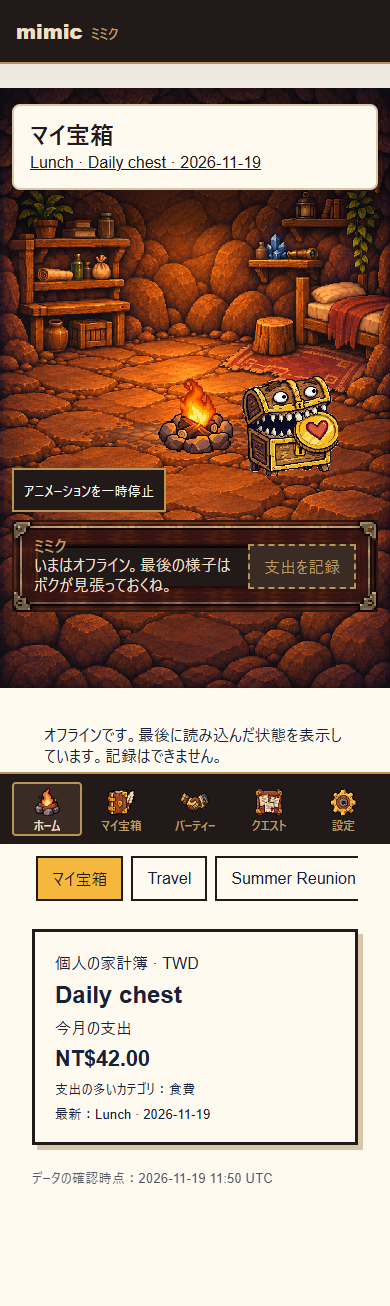 mimic ミミク
マイ宝箱
Lunch · Daily chest · 2026-11-19
アニメーションを一時停止
ミミク
いまはオフライン。最後の様子は
ボクが見張っておくね。
支出を記録
オフラインです。最後に読み込んだ状態を表示し
ています。記録はできません。
ホーム マイ宝箱 パーティー クエスト 設定
マイ宝箱 Travel Summer Reunion
個人の家計簿 · TWD
Daily chest
今月の支出
NT$42.00
支出の多いカテゴリ：食費
最新：Lunch · 2026-11-19
データの確認時点：2026-11-19 11:50 UTC